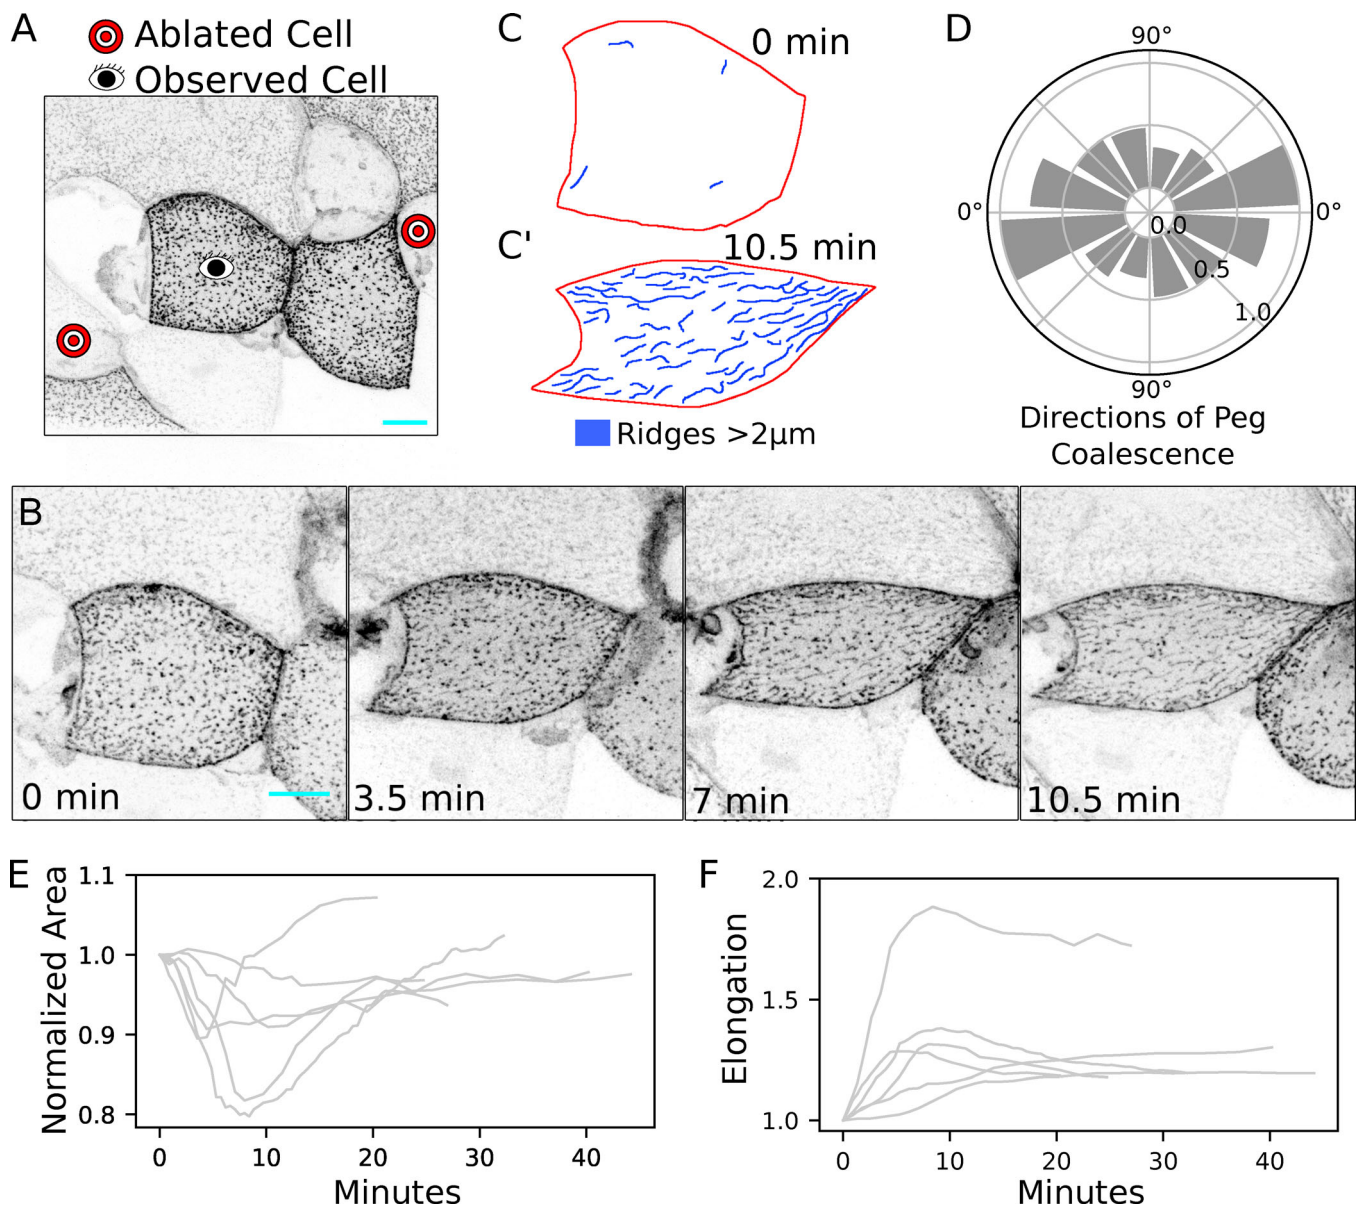 A
Ablated Cell
Observed Cell
C
0 min
C'
10.5 min
Ridges >2μm
D
90°
0°
0°
0.0
0.5
1.0
90°
Directions of Peg
Coalescence
B
0 min
3.5 min
7 min
10.5 min
E
Normalized Area
1.1
1.0
0.9
0.8
0
10
20
30
40
Minutes
F
Elongation
2.0
1.5
1.0
0
10
20
30
40
Minutes